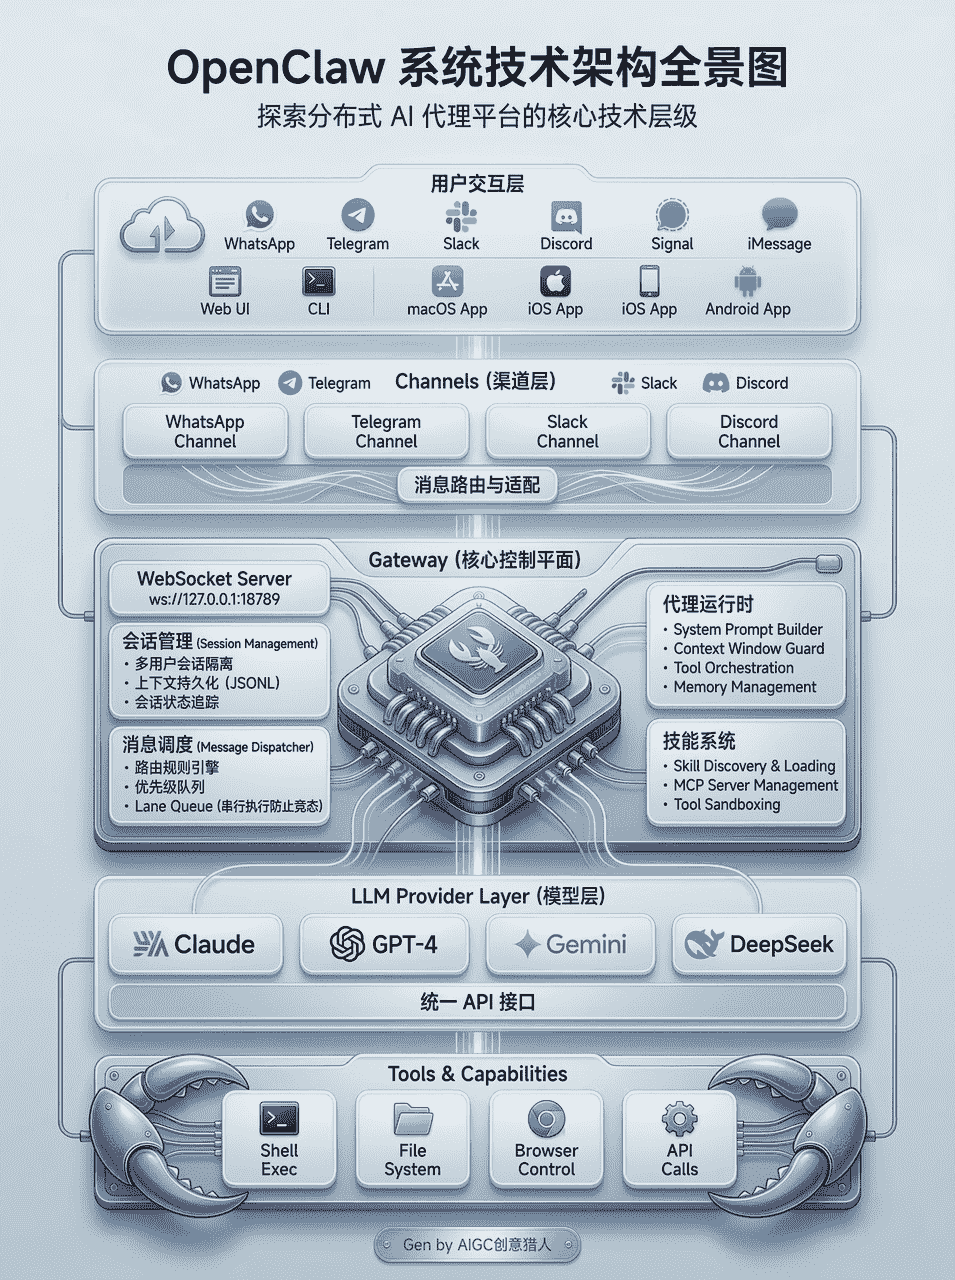 OpenClaw 系统技术架构全景图
探索分布式 AI 代理平台的核心技术层级
用户交互层
WhatsApp
Telegram
Slack
Discord
Signal
iMessage
Web UI
CLI
macOS App
iOS App
iOS App
Android App
WhatsApp
Telegram
Channels (渠道层)
Slack
Discord
WhatsApp
Channel
Telegram
Channel
Slack
Channel
Discord
Channel
消息路由与适配
Gateway (核心控制平面)
WebSocket Server
ws://127.0.0.1:18789
会话管理 (Session Management)
· 多用户会话隔离
· 上下文持久化 (JSONL)
· 会话状态追踪
消息调度 (Message Dispatcher)
· 路由规则引擎
· 优先级队列
· Lane Queue (串行执行防止竞态)
代理运行时
· System Prompt Builder
· Context Window Guard
· Tool Orchestration
· Memory Management
技能系统
· Skill Discovery & Loading
· MCP Server Management
· Tool Sandboxing
LLM Provider Layer (模型层)
Claude
GPT-4
Gemini
DeepSeek
统一 API 接口
Tools & Capabilities
Shell
Exec
File
System
Browser
Control
API
Calls
Gen by AIGC创意猎人